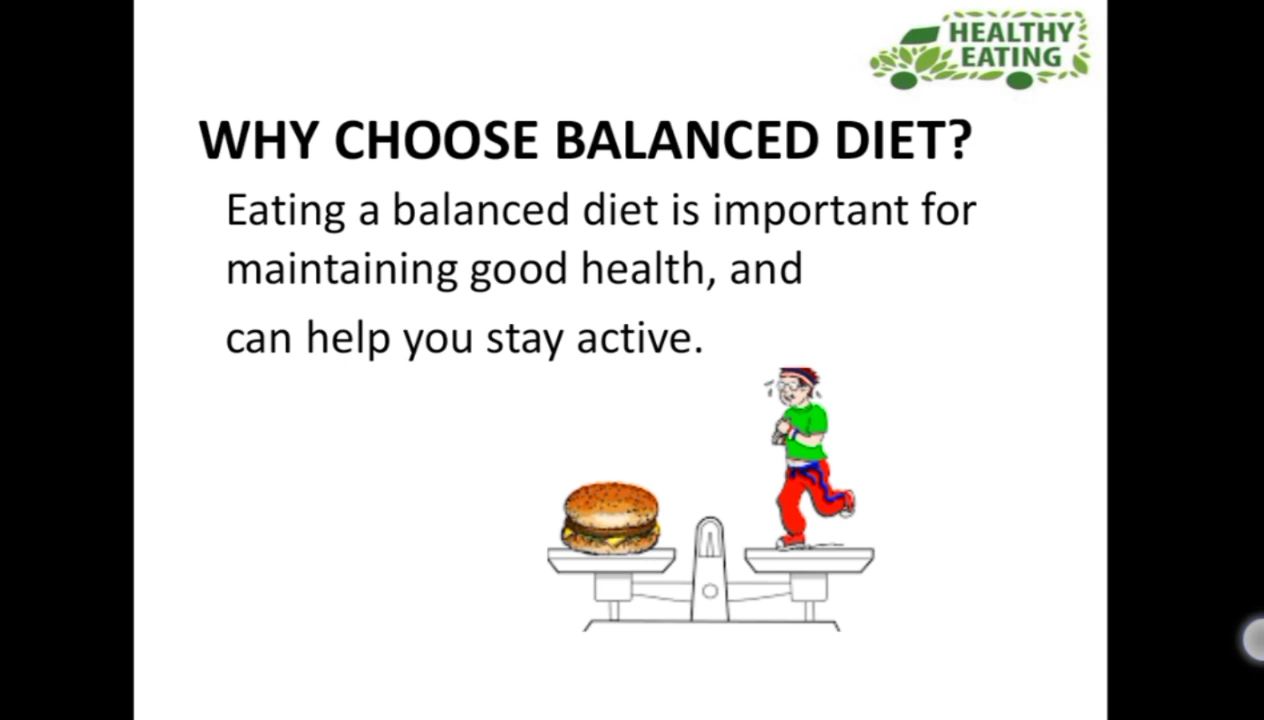 HEALTHY
EATING
WHY CHOOSE BALANCED DIET?
Eating a balanced diet is important for
maintaining good health, and
can help you stay active.